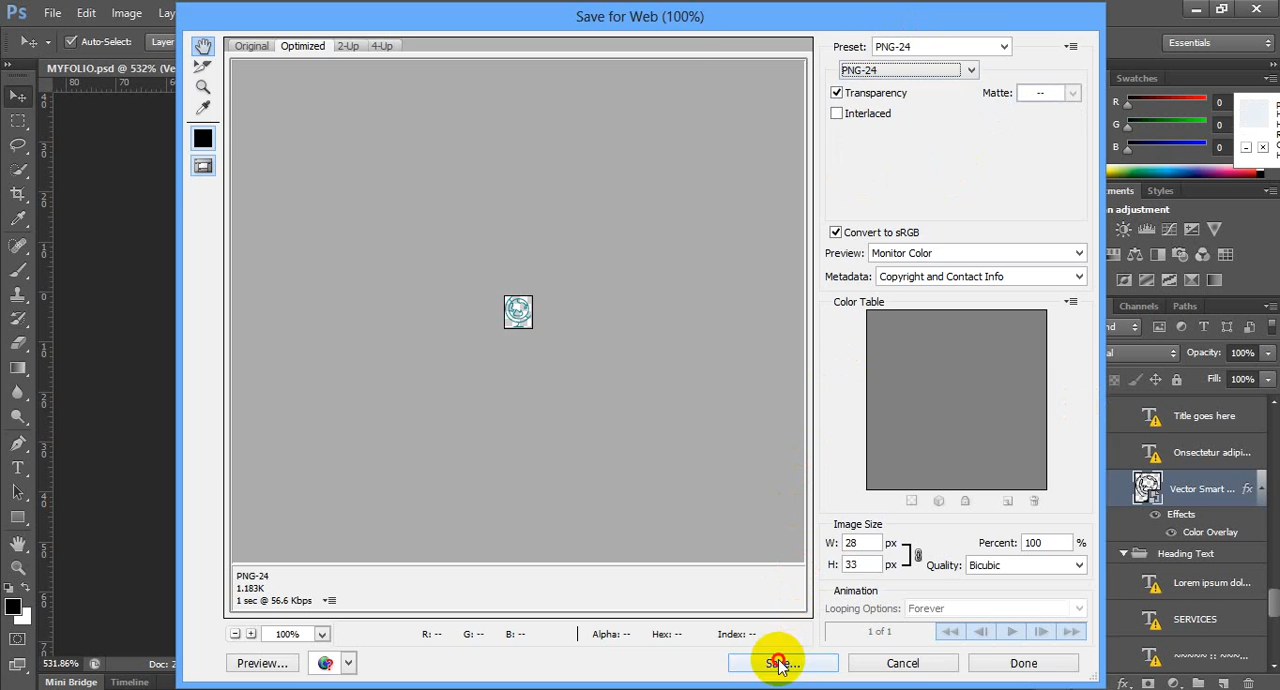 Ps File Edit Image
Save for Web (100%)
Auto-Select:
Essentials
MYFOLIO.psd @ 532%
Original Optimized 2-Up 4-Up
Preset: PNG-24
PNG-24
Transparency Matte: --
Interlaced
Convert to sRGB
Preview: Monitor Color
Metadata: Copyright and Contact Info
Color Table
Image Size
W: 28 px Percent: 100 %
H: 33 px Quality: Bicubic
Animation
Looping Options: Forever
1 of 1
PNG-24
1.183K
1 sec @ 56.6 Kbps
100% R: -- G: -- B: -- Alpha: -- Hex: -- Index: --
Preview... Cancel Done
531.86%
Mini Bridge Timeline
Swatches
R 0
G 0
B 0
Styles
an adjustment
Channels Paths
Opacity: 100%
Fill: 100%
Title goes here
Onsectetur adipi...
Vector Smart ... fx
Effects
Color Overlay
Heading Text
Lorem ipsum dol...
SERVICES
~~~~~ :: ~~ ~~~...